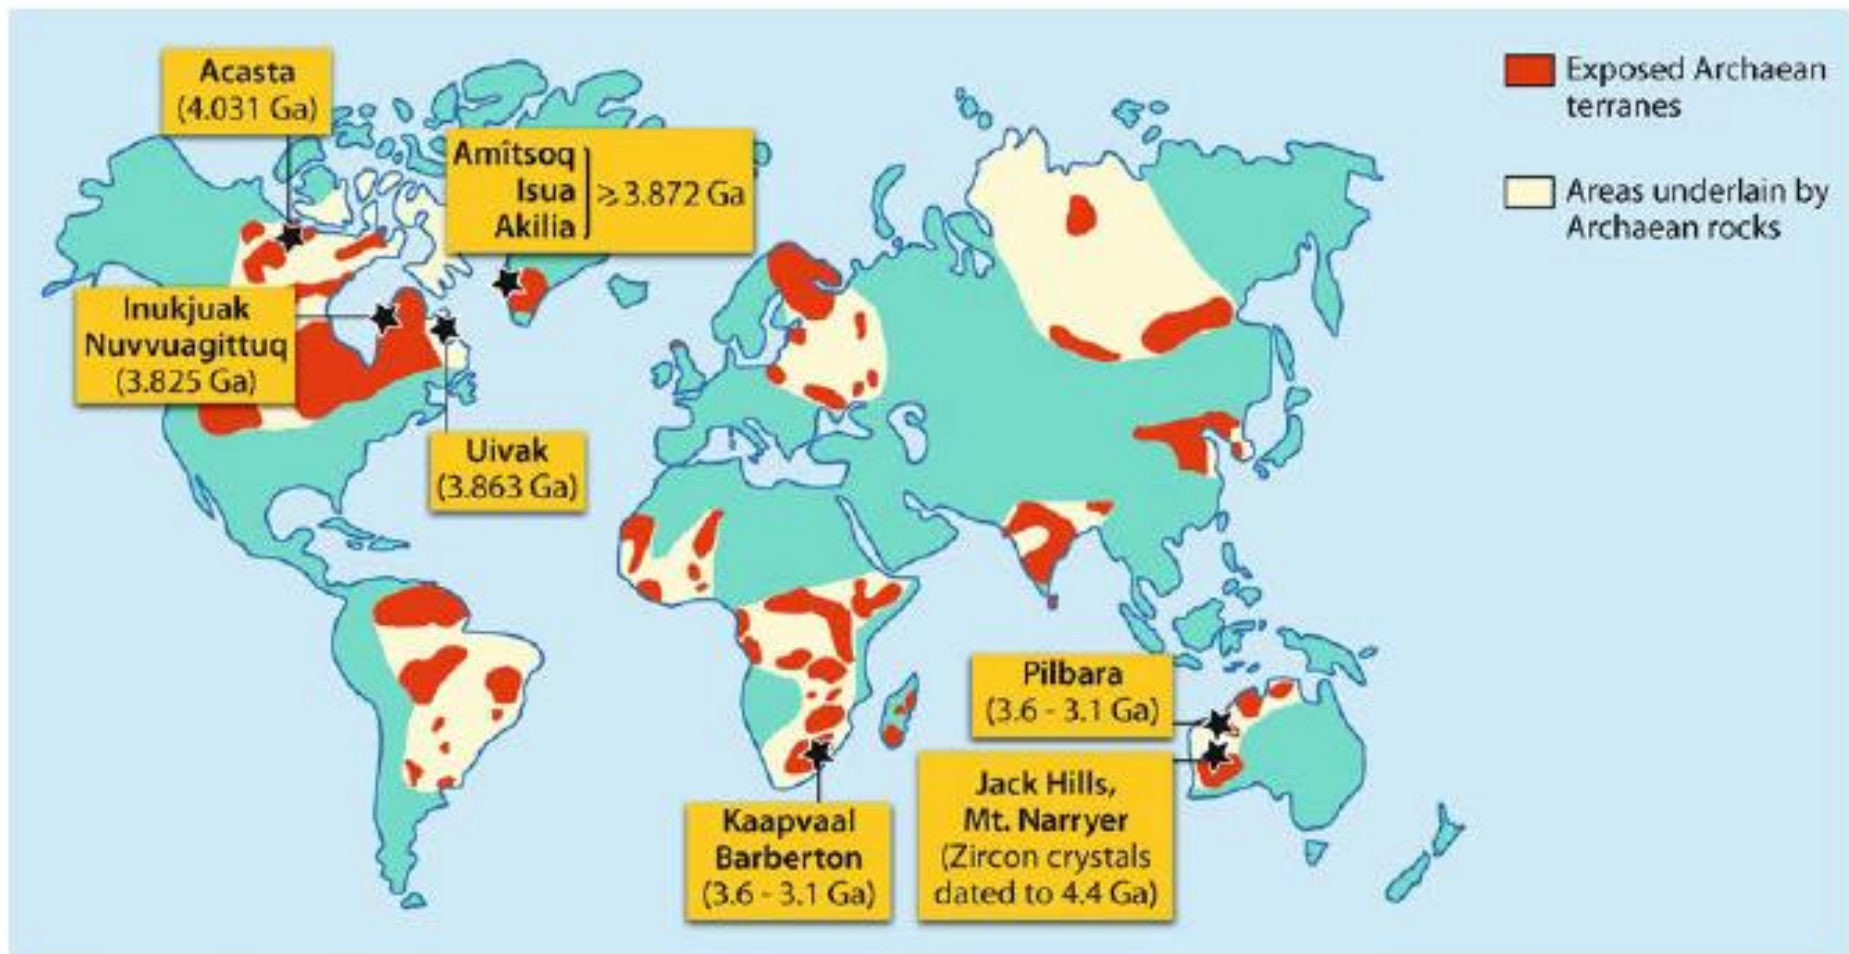 Acasta
(4.031 Ga)
Amîtsoq
Isua
Akilia
≥ 3.872 Ga
Exposed Archaean
terranes
Areas underlain by
Archaean rocks
Inukjuak
Nuvvuagittuq
(3.825 Ga)
Uivak
(3.863 Ga)
Pilbara
(3.6 - 3.1 Ga)
Kaapvaal
Barberton
(3.6 - 3.1 Ga)
Jack Hills,
Mt. Narryer
(Zircon crystals
dated to 4.4 Ga)